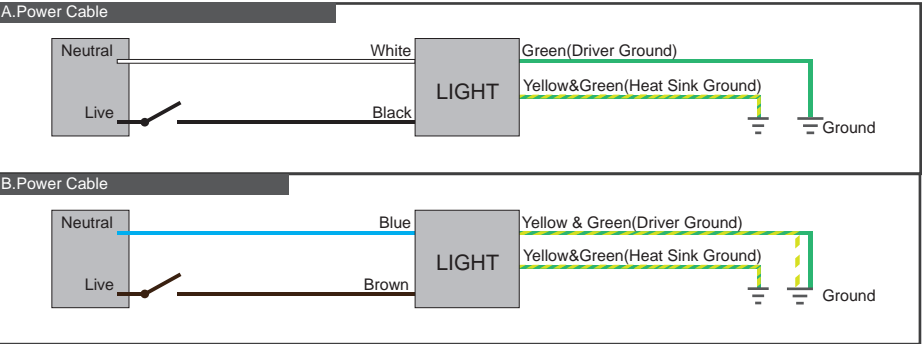 A.Power Cable
Neutral
White
Green(Driver Ground)
LIGHT
Yellow&Green(Heat Sink Ground)
Live
Black
Ground
B.Power Cable
Neutral
Blue
Yellow & Green(Driver Ground)
LIGHT
Yellow&Green(Heat Sink Ground)
Live
Brown
Ground